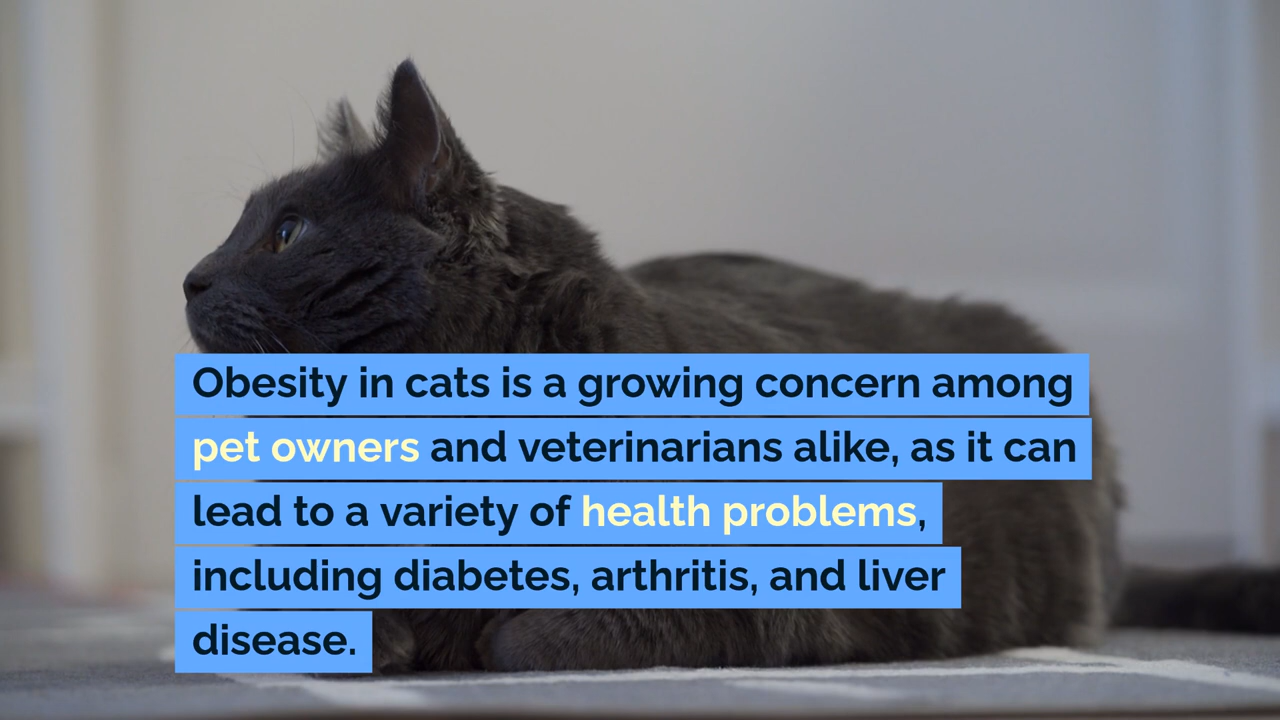 Obesity in cats is a growing concern among
pet owners and veterinarians alike, as it can
lead to a variety of health problems,
including diabetes, arthritis, and liver
disease.